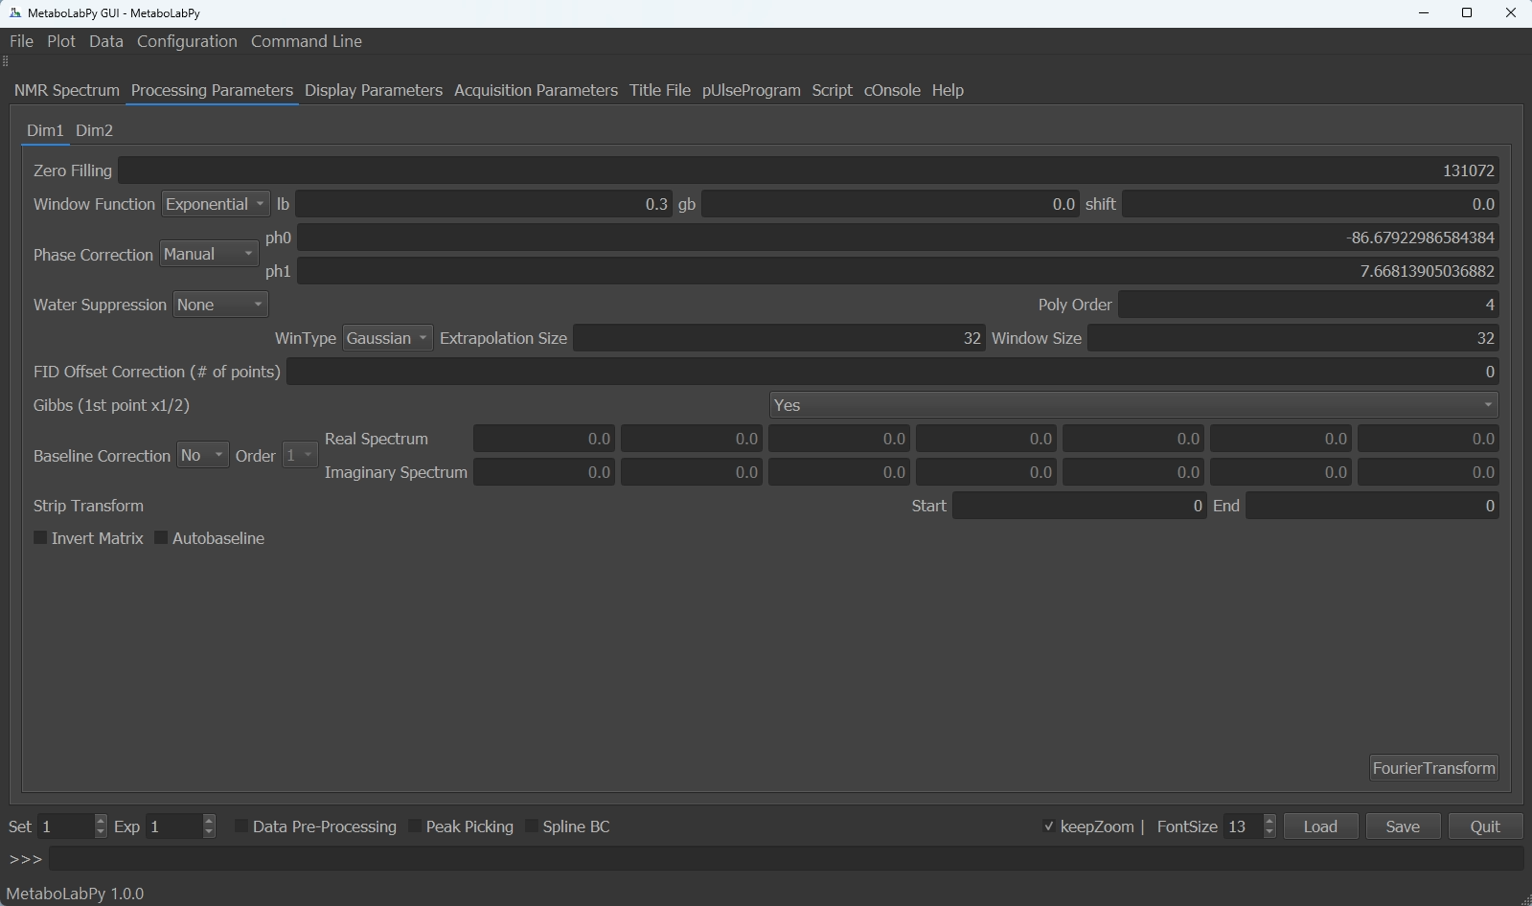 MetaboLabPy GUI - MetaboLabPy
File Plot Data Configuration Command Line
NMR Spectrum Processing Parameters Display Parameters Acquisition Parameters Title File pUlseProgram Script cOnsole Help
Dim1 Dim2
Zero Filling 131072
Window Function Exponential lb 0.3 gb 0.0 shift 0.0
Phase Correction Manual
ph0 -86.67922986584384
ph1 7.66813905036882
Water Suppression None Poly Order 4
WinType Gaussian Extrapolation Size 32 Window Size 32
FID Offset Correction (# of points) 0
Gibbs (1st point x1/2) Yes
Baseline Correction No Order 1
Real Spectrum 0.0 0.0 0.0 0.0 0.0 0.0 0.0
Imaginary Spectrum 0.0 0.0 0.0 0.0 0.0 0.0 0.0
Strip Transform Start 0 End 0
Invert Matrix Autobaseline
FourierTransform
Set 1 Exp 1 Data Pre-Processing Peak Picking Spline BC keepZoom | FontSize 13 Load Save Quit
>>>
MetaboLabPy 1.0.0